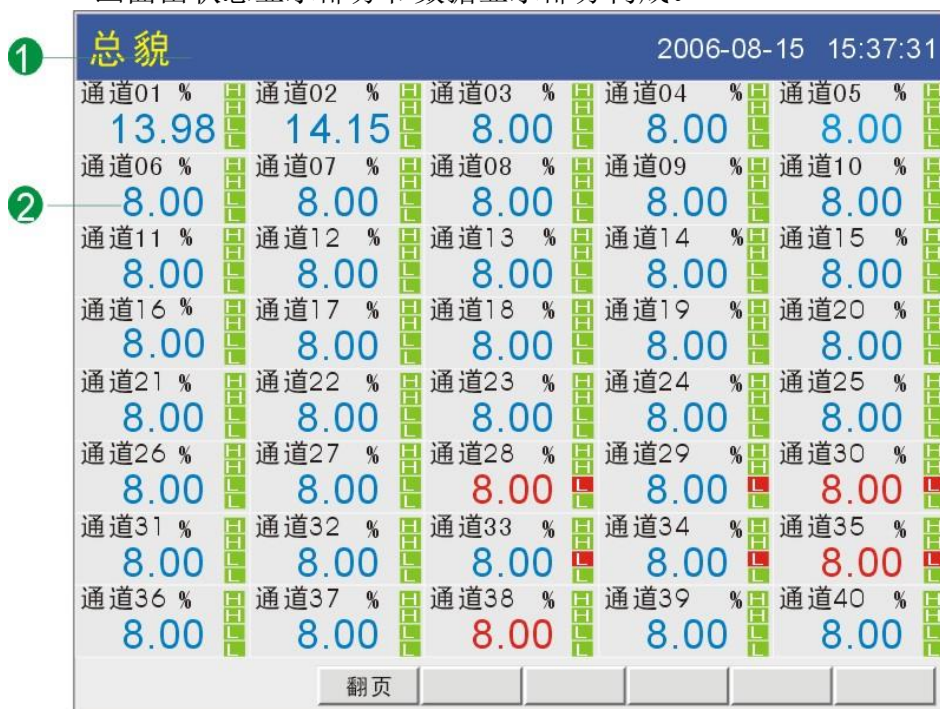 1 总貌 2006-08-15 15:37:31
通道01 % H 通道02 % H 通道03 % H 通道04 % H 通道05 % H
H H H H H
13.98 L 14.15 L 8.00 L 8.00 L 8.00 L
L L L L L
通道06 % H 通道07 % H 通道08 % H 通道09 % H 通道10 % H
H H H H H
2 8.00 L 8.00 L 8.00 L 8.00 L 8.00 L
L L L L L
通道11 % H 通道12 % H 通道13 % H 通道14 % H 通道15 % H
H H H H H
8.00 L 8.00 L 8.00 L 8.00 L 8.00 L
L L L L L
通道16 % H 通道17 % H 通道18 % H 通道19 % H 通道20 % H
H H H H H
8.00 L 8.00 L 8.00 L 8.00 L 8.00 L
L L L L L
通道21 % H 通道22 % H 通道23 % H 通道24 % H 通道25 % H
H H H H H
8.00 L 8.00 L 8.00 L 8.00 L 8.00 L
L L L L L
通道26 % H 通道27 % H 通道28 % H 通道29 % H 通道30 % H
H H H H H
8.00 L 8.00 L 8.00 L 8.00 L 8.00 L
L L L L L
通道31 % H 通道32 % H 通道33 % H 通道34 % H 通道35 % H
H H H H H
8.00 L 8.00 L 8.00 L 8.00 L 8.00 L
L L L L L
通道36 % H 通道37 % H 通道38 % H 通道39 % H 通道40 % H
H H H H H
8.00 L 8.00 L 8.00 L 8.00 L 8.00 L
L L L L L
翻页